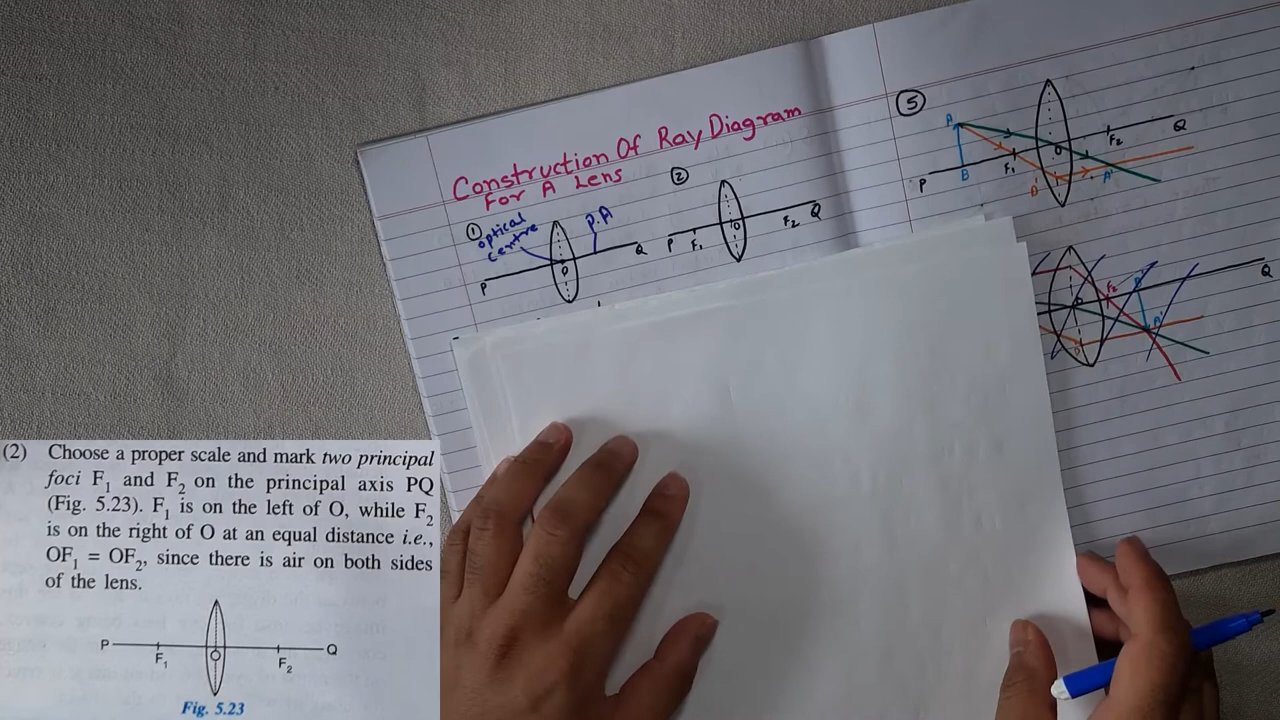 Construction Of Ray Diagram
For A Lens
①
optical
centre
P.A
P
O
Q
②
P
F₁
O
F₂
Q
⑤
A
B
P
F₁
O
F₂
Q
B'
A'
O
F₂
B'
A'
Q
(2) Choose a proper scale and mark two principal
foci F₁ and F₂ on the principal axis PQ
(Fig. 5.23). F₁ is on the left of O, while F₂
is on the right of O at an equal distance i.e.,
OF₁ = OF₂, since there is air on both sides
of the lens.
P
F₁
O
F₂
Q
Fig. 5.23